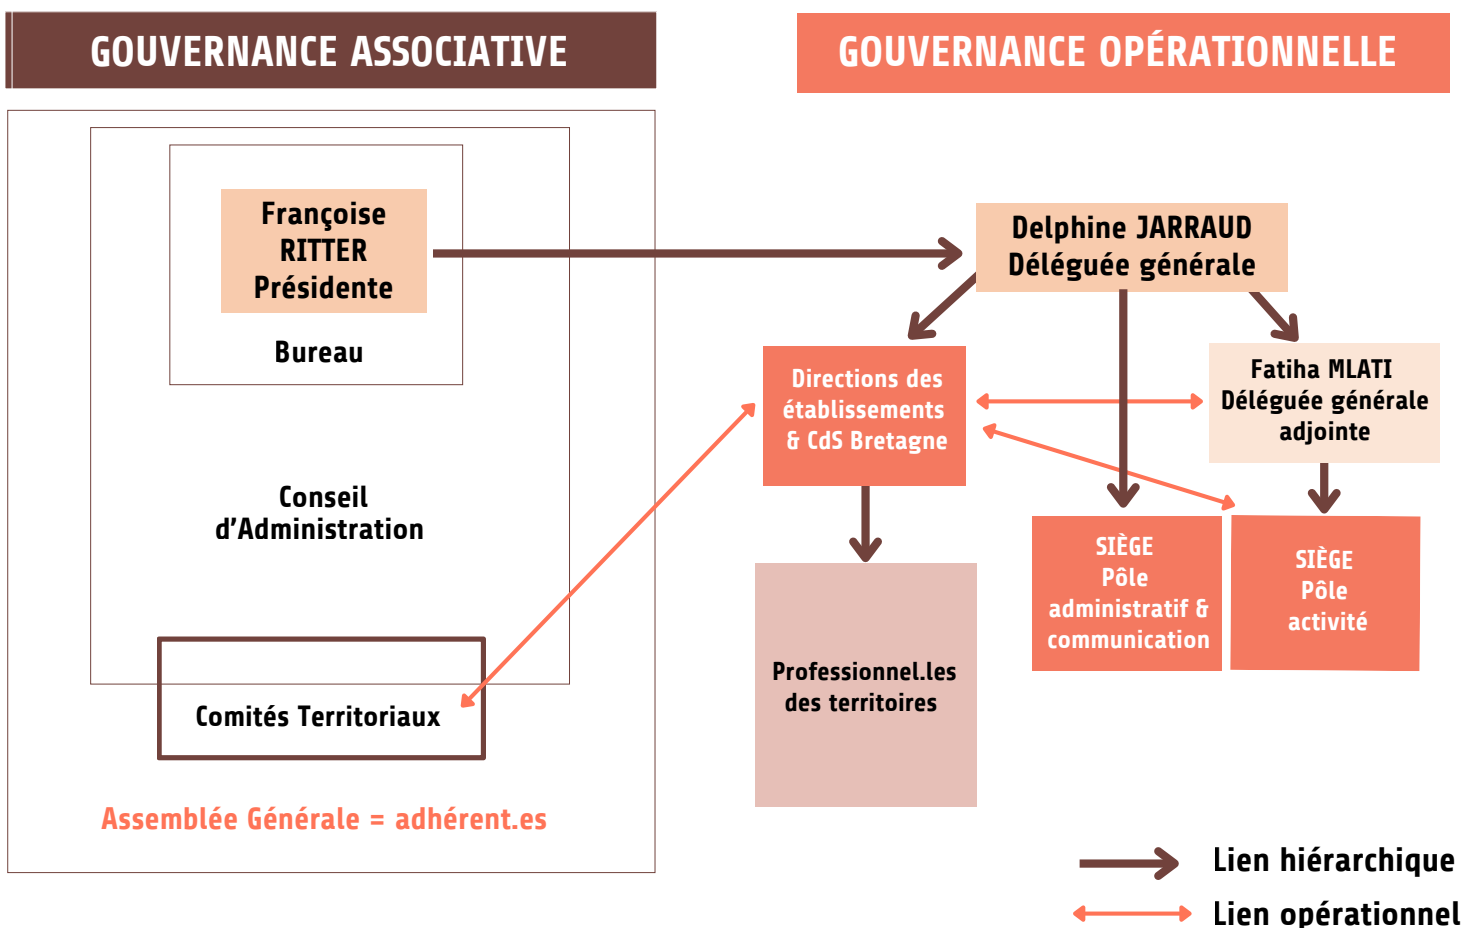 GOUVERNANCE ASSOCIATIVE
GOUVERNANCE OPÉRATIONNELLE
Françoise
RITTER
Présidente
Bureau
Conseil
d'Administration
Comités Territoriaux
Assemblée Générale = adhérent.es
Delphine JARRAUD
Déléguée générale
Directions des
établissements
& CdS Bretagne
Fatiha MLATI
Déléguée générale
adjointe
Professionnel.les
des territoires
SIÈGE
Pôle
administratif &
communication
SIÈGE
Pôle
activité
Lien hiérarchique
Lien opérationnel